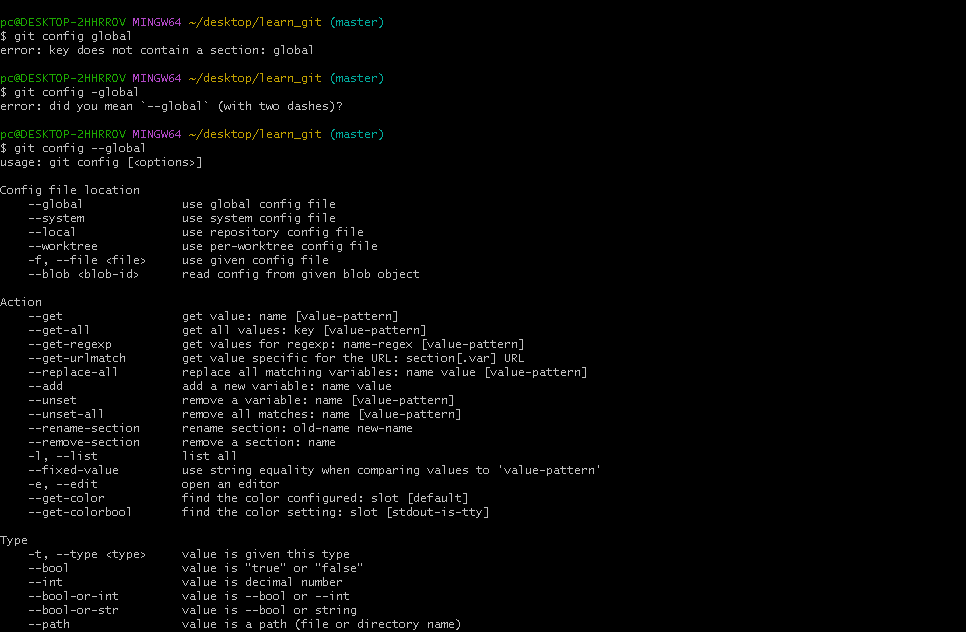 pc@DESKTOP-2HHRROV MINGW64 ~/desktop/learn_git (master)
$ git config global
error: key does not contain a section: global

pc@DESKTOP-2HHRROV MINGW64 ~/desktop/learn_git (master)
$ git config -global
error: did you mean `--global` (with two dashes)?

pc@DESKTOP-2HHRROV MINGW64 ~/desktop/learn_git (master)
$ git config --global
usage: git config [<options>]

Config file location
    --global              use global config file
    --system              use system config file
    --local               use repository config file
    --worktree            use per-worktree config file
    -f, --file <file>     use given config file
    --blob <blob-id>      read config from given blob object

Action
    --get                 get value: name [value-pattern]
    --get-all             get all values: key [value-pattern]
    --get-regexp          get values for regexp: name-regex [value-pattern]
    --get-urlmatch        get value specific for the URL: section[.var] URL
    --replace-all         replace all matching variables: name value [value-pattern]
    --add                 add a new variable: name value
    --unset               remove a variable: name [value-pattern]
    --unset-all           remove all matches: name [value-pattern]
    --rename-section      rename section: old-name new-name
    --remove-section      remove a section: name
    -l, --list            list all
    --fixed-value         use string equality when comparing values to 'value-pattern'
    -e, --edit            open an editor
    --get-color           find the color configured: slot [default]
    --get-colorbool       find the color setting: slot [stdout-is-tty]

Type
    -t, --type <type>     value is given this type
    --bool                value is "true" or "false"
    --int                 value is decimal number
    --bool-or-int         value is --bool or --int
    --bool-or-str         value is --bool or string
    --path                value is a path (file or directory name)